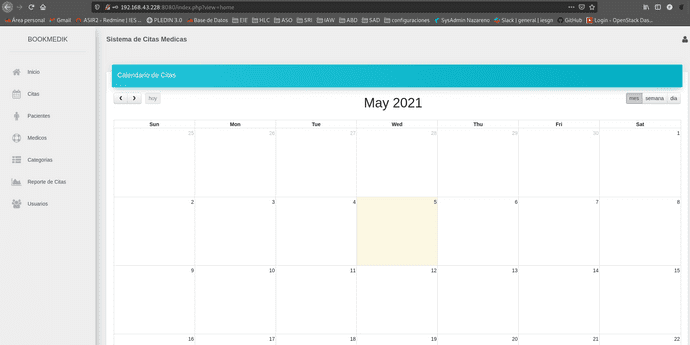 192.168.43.228:8080/index.php?view=home
Área personal Gmail ASIR2 - Redmine | IES ... PLEDIN 3.0 Base de Datos EIE HLC ASO SRI IAW ABD SAD configuraciones SysAdmin Nazareno Slack | general | iesgn GitHub Login - OpenStack Das...
BOOKMEDIK
Sistema de Citas Medicas
Inicio
Citas
Pacientes
Medicos
Categorias
Reporte de Citas
Usuarios
Calendario de Citas
hoy
May 2021
mes semana dia
Sun Mon Tue Wed Thu Fri Sat
25 26 27 28 29 30 1
2 3 4 5 6 7 8
9 10 11 12 13 14 15
16 17 18 19 20 21 22